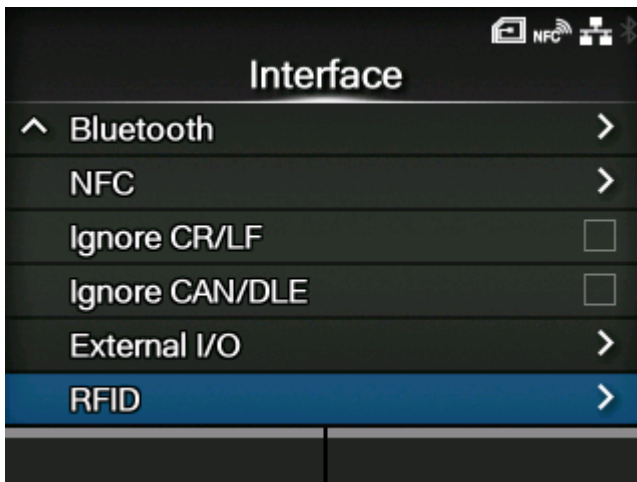 NFC
Interface
Bluetooth
NFC
Ignore CR/LF
Ignore CAN/DLE
External I/O
RFID